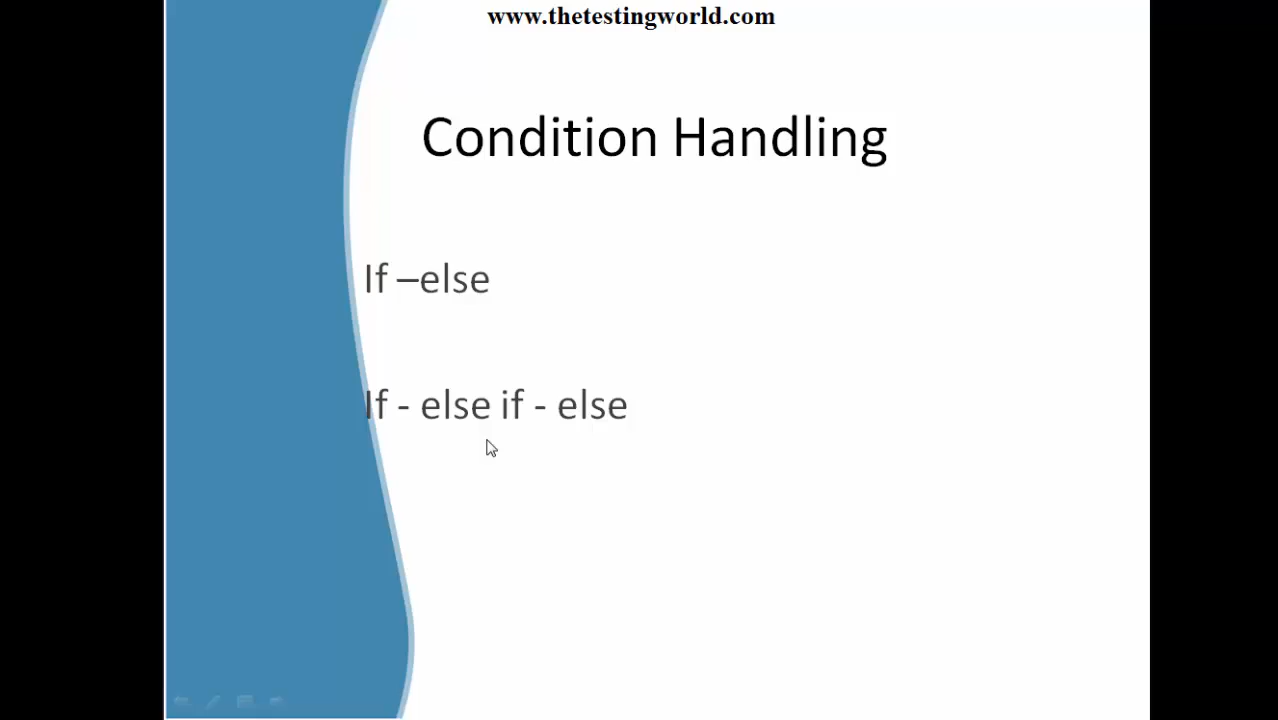 www.thetestingworld.com
Condition Handling
If –else
If - else if - else